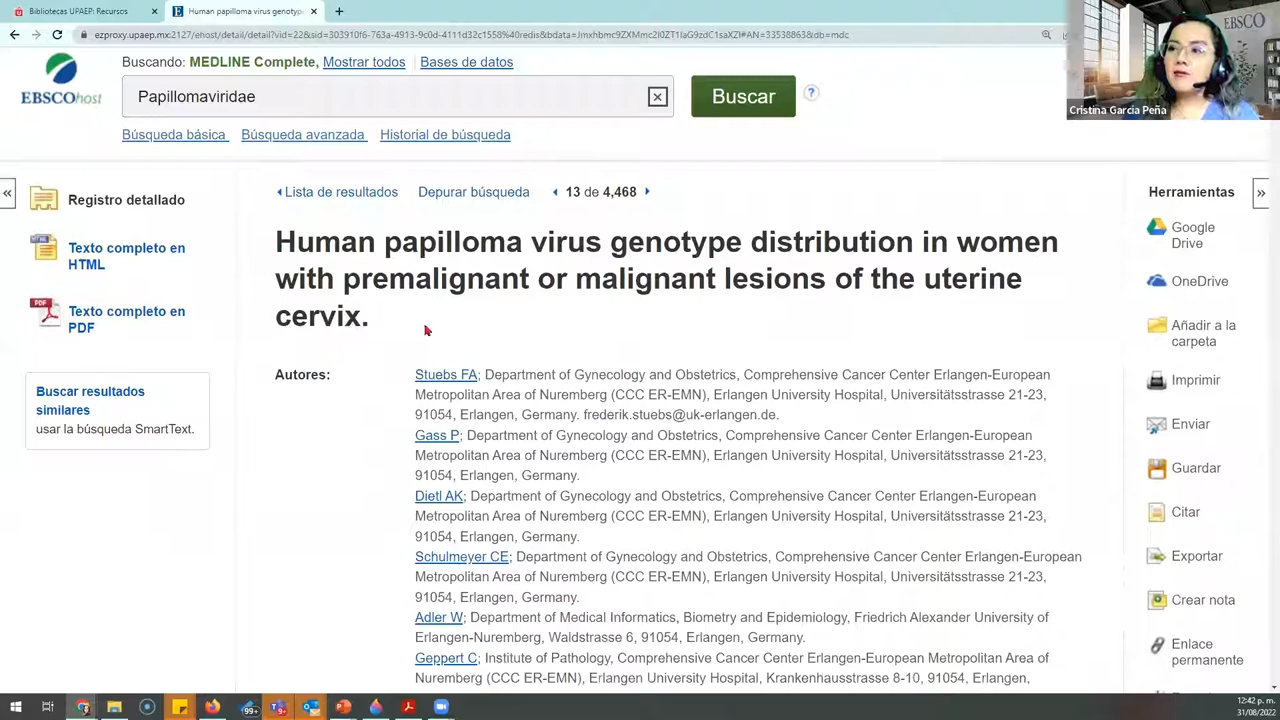 Bibliotecas UPAEP: Recursos
Human papilloma virus genotype
ezproxy.upaep.mx:2127/ehost/detail/detail?vid=22&sid=303910f6-763a-4913-9c0d-4111c
Buscando: MEDLINE Complete, Mostrar todos | Bases de datos
EBSCOhost
Papillomaviridae
Buscar
?
Búsqueda básica Búsqueda avanzada Historial de búsqueda
EBSCO
Cristina Garcia Peña
«
Registro detallado
Texto completo en
HTML
PDF
Texto completo en
PDF
Buscar resultados
similares
usar la búsqueda SmartText.
Lista de resultados Depurar búsqueda 13 de 4,468
Human papilloma virus genotype distribution in women
with premalignant or malignant lesions of the uterine
cervix.
Autores:
Stuebs FA; Department of Gynecology and Obstetrics, Comprehensive Cancer Center Erlangen-European
Metropolitan Area of Nuremberg (CCC ER-EMN), Erlangen University Hospital, Universitätsstrasse 21-23,
91054, Erlangen, Germany. frederik.stuebs@uk-erlangen.de.
Gass P; Department of Gynecology and Obstetrics, Comprehensive Cancer Center Erlangen-European
Metropolitan Area of Nuremberg (CCC ER-EMN), Erlangen University Hospital, Universitätsstrasse 21-23,
91054, Erlangen, Germany.
Dietl AK; Department of Gynecology and Obstetrics, Comprehensive Cancer Center Erlangen-European
Metropolitan Area of Nuremberg (CCC ER-EMN), Erlangen University Hospital, Universitätsstrasse 21-23,
91054, Erlangen, Germany.
Schulmeyer CE; Department of Gynecology and Obstetrics, Comprehensive Cancer Center Erlangen-European
Metropolitan Area of Nuremberg (CCC ER-EMN), Erlangen University Hospital, Universitätsstrasse 21-23,
91054, Erlangen, Germany.
Adler W; Department of Medical Informatics, Biometry and Epidemiology, Friedrich Alexander University of
Erlangen-Nuremberg, Waldstrasse 6, 91054, Erlangen, Germany.
Geppert C; Institute of Pathology, Comprehensive Cancer Center Erlangen-European Metropolitan Area of
Nuremberg (CCC ER-EMN), Erlangen University Hospital, Krankenhausstrasse 8-10, 91054, Erlangen,
Herramientas
»
Google
Drive
OneDrive
Añadir a la
carpeta
Imprimir
Enviar
Guardar
Citar
Exportar
Crear nota
Enlace
permanente
99+
12:42 p. m.
31/08/2022